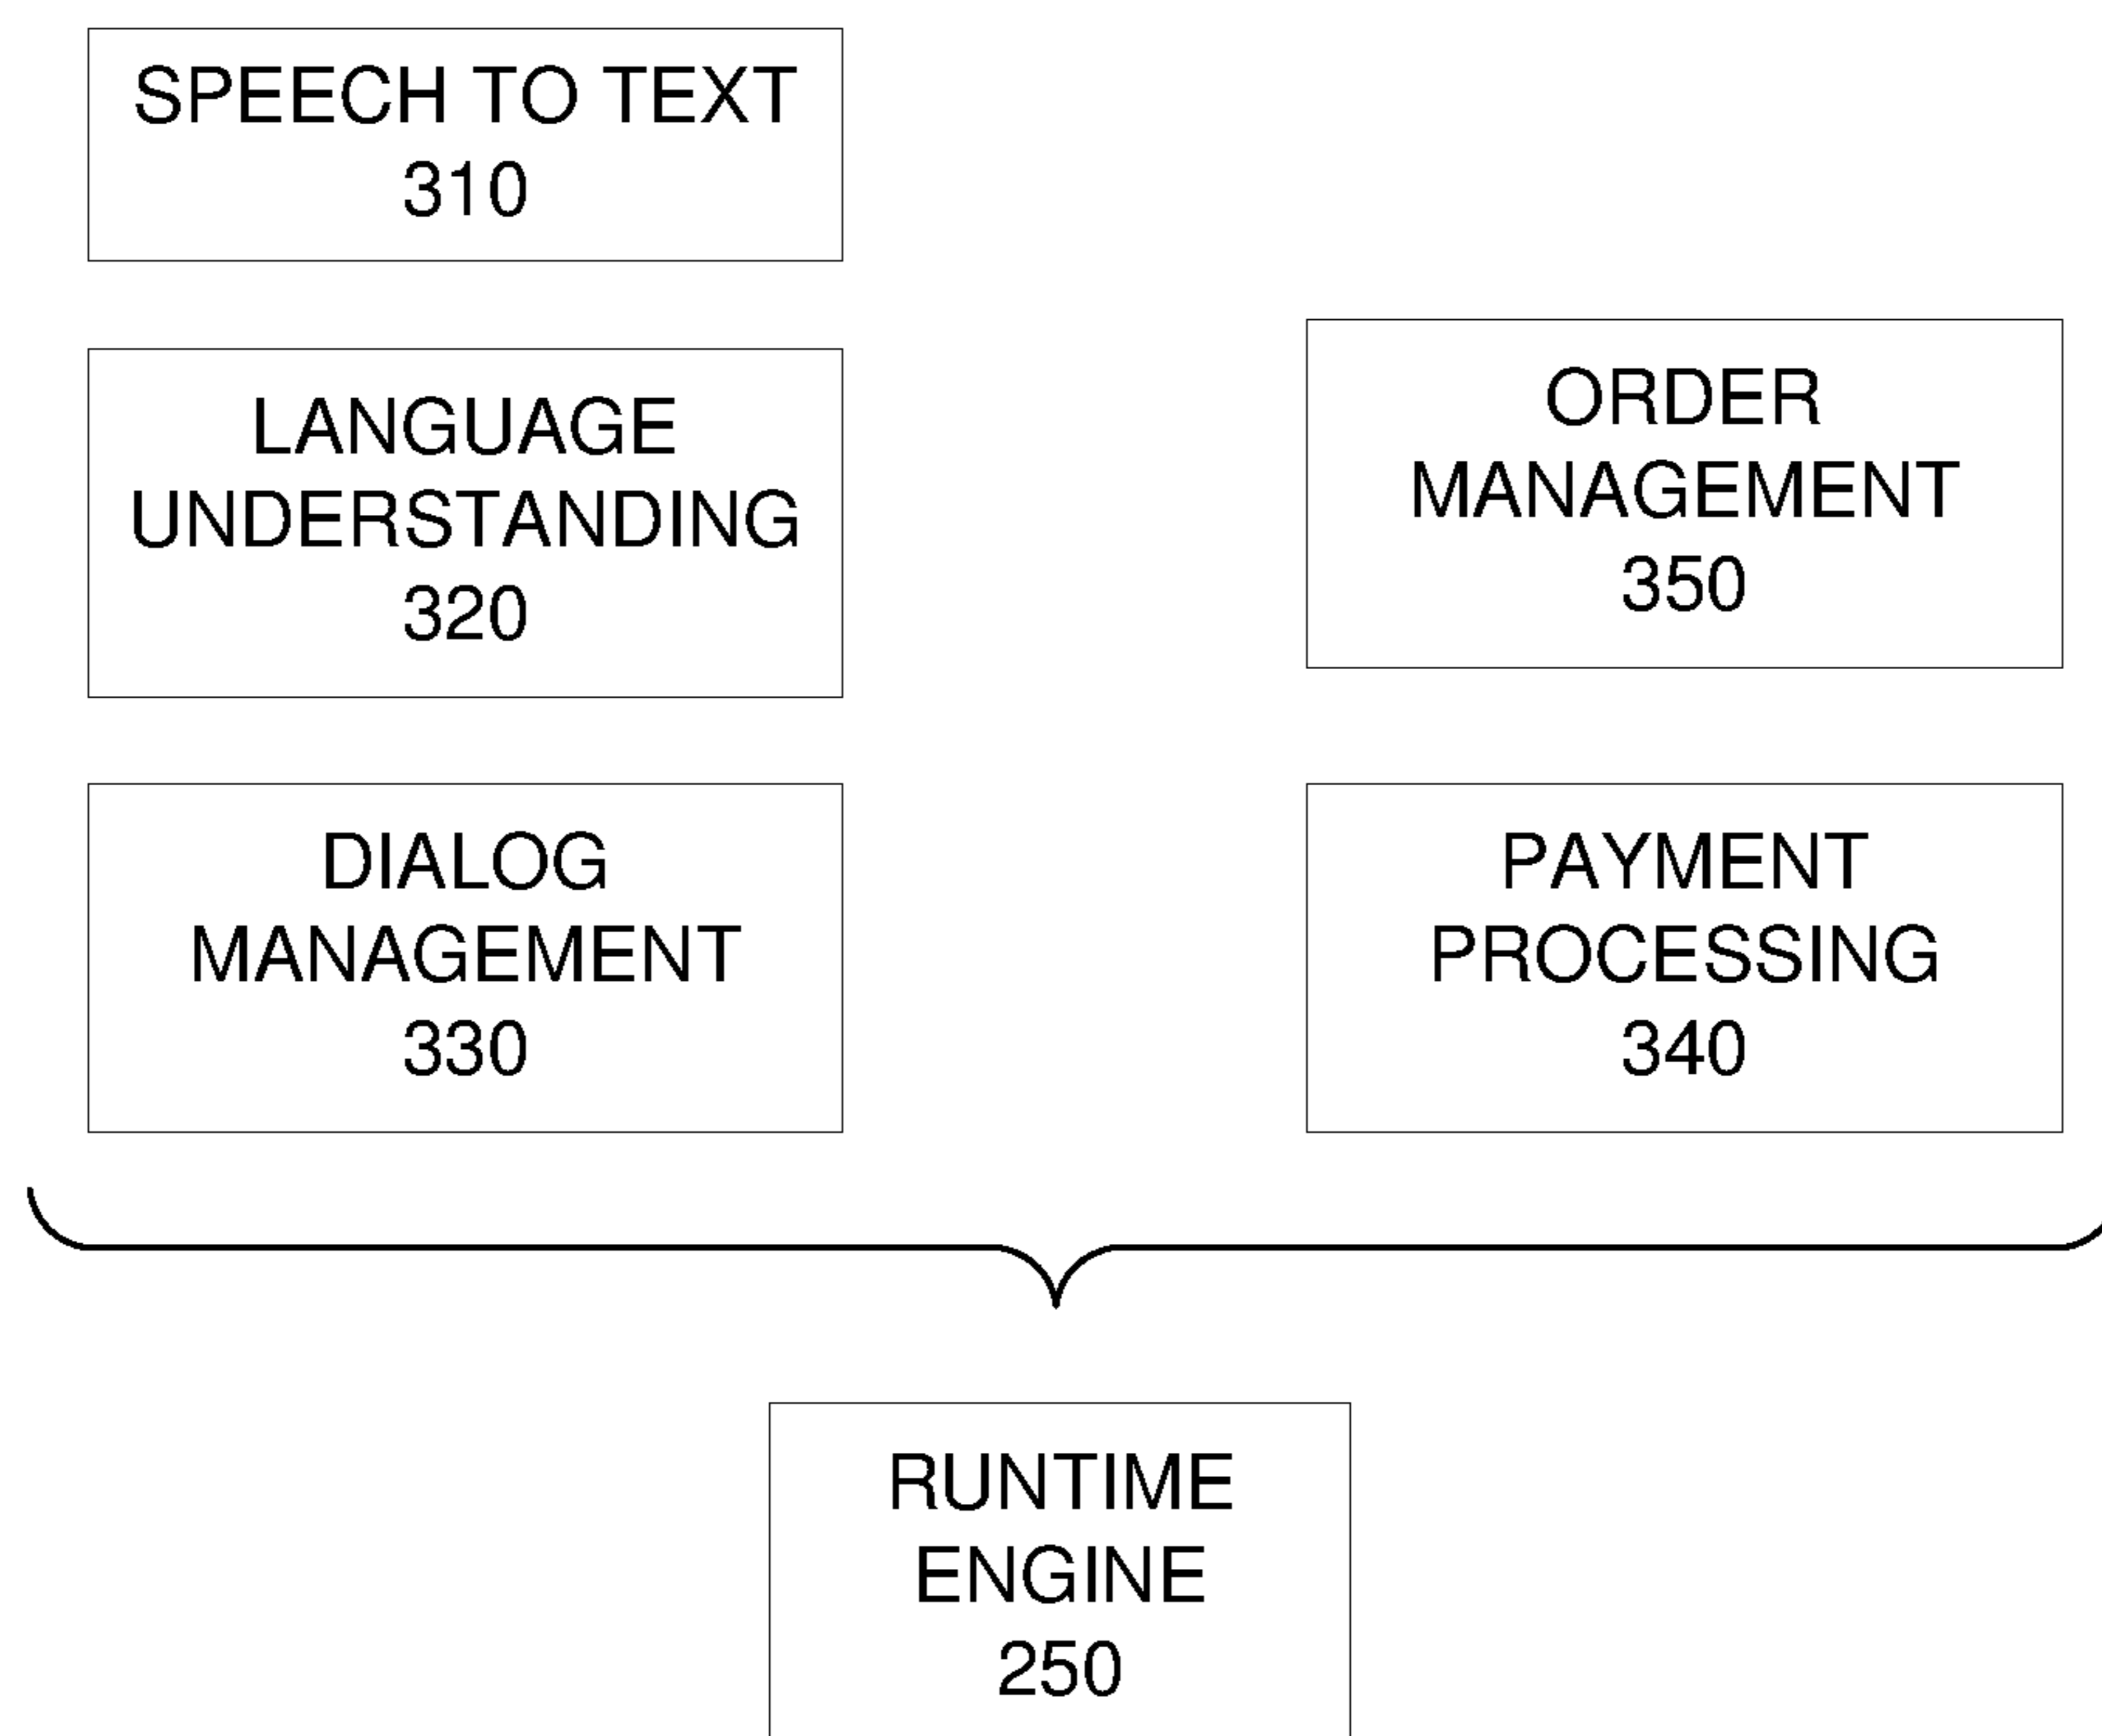 SPEECH TO TEXT
310
LANGUAGE
UNDERSTANDING
320
DIALOG
MANAGEMENT
330
ORDER
MANAGEMENT
350
PAYMENT
PROCESSING
340
RUNTIME
ENGINE
250